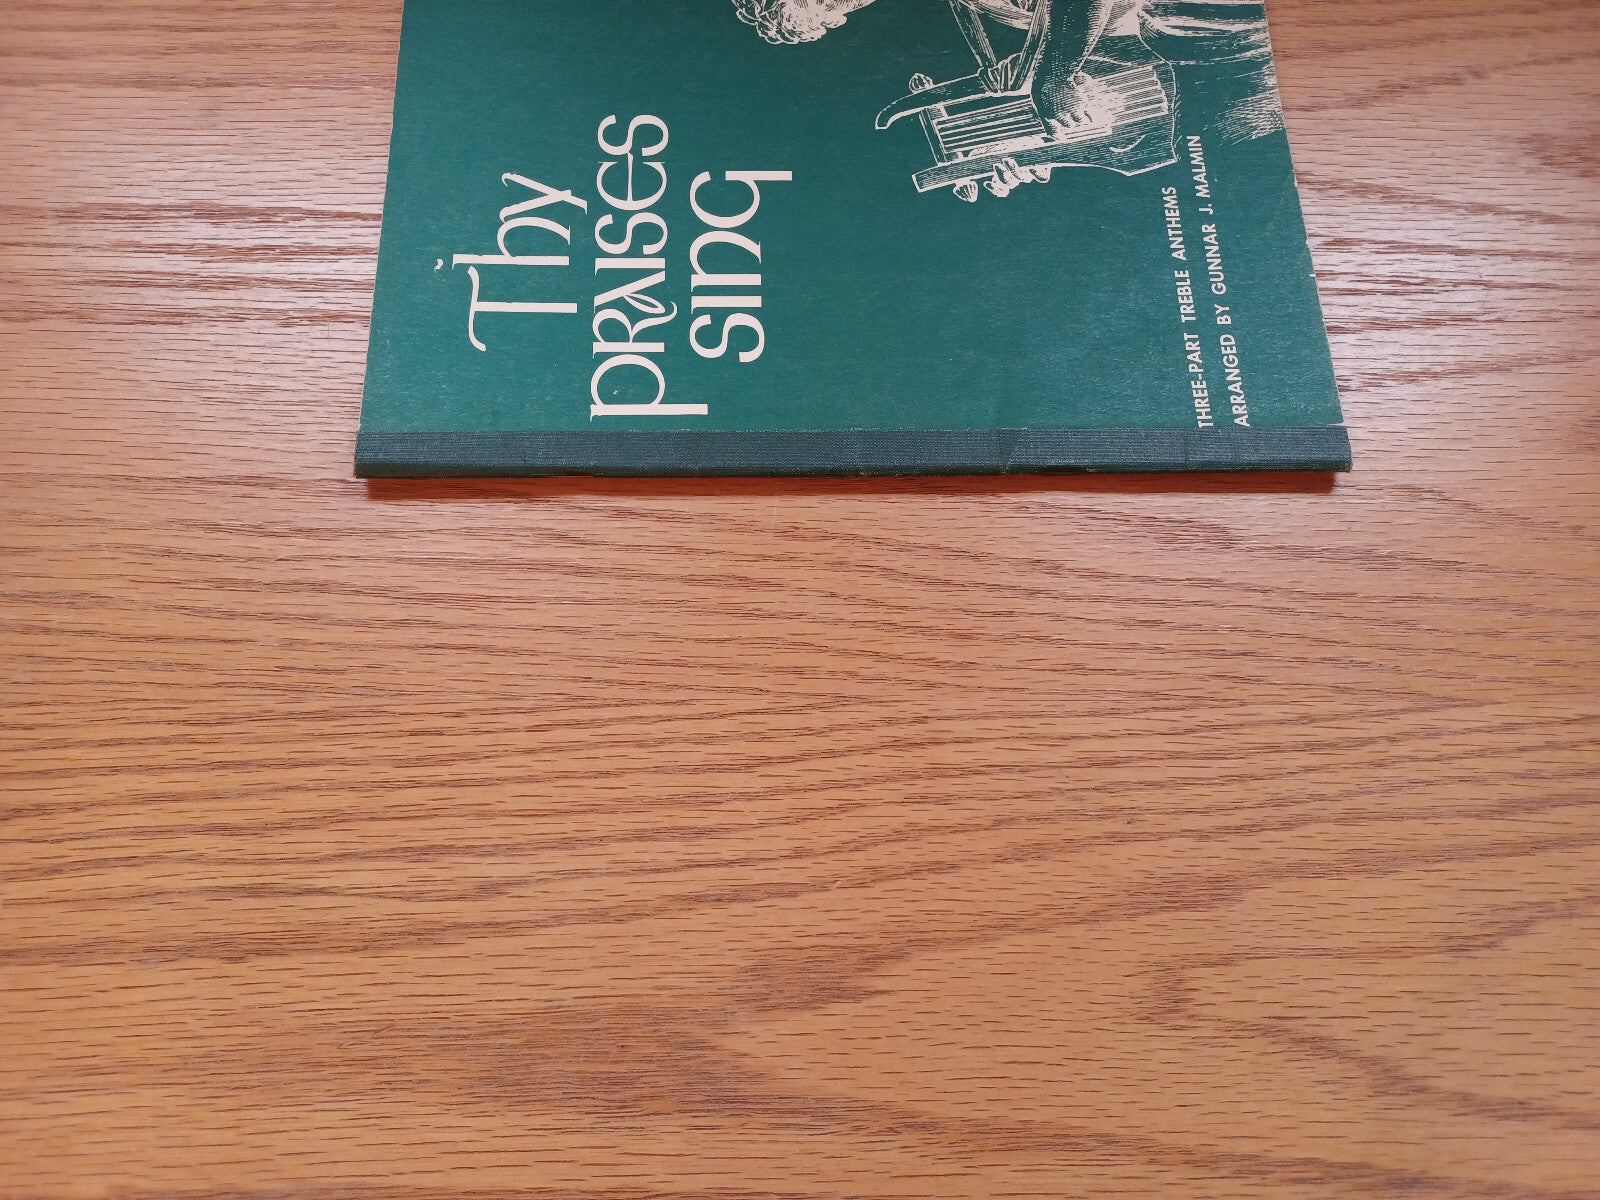 Thy
PRAISES
SING
THREE-PART TREBLE ANTHEMS
ARRANGED BY GUNNAR J. MALMIN